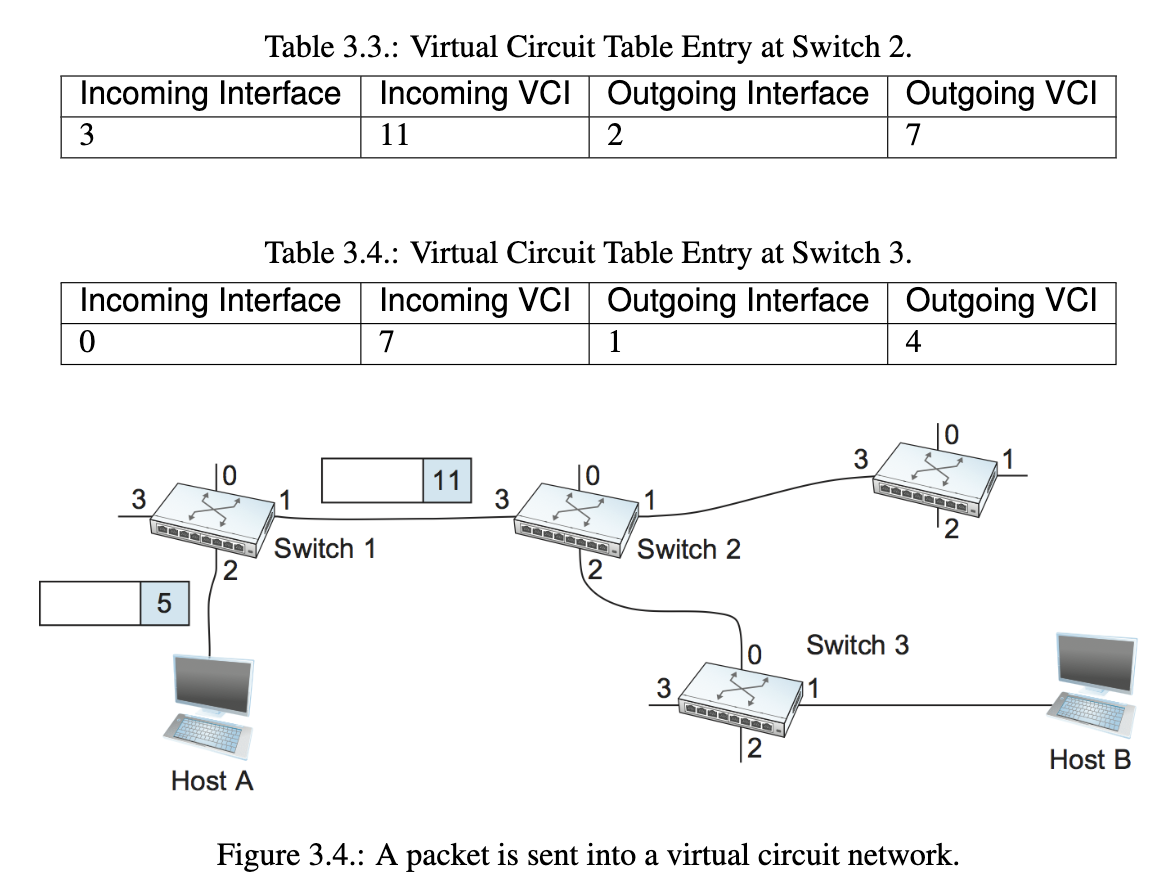 Table 3.3.: Virtual Circuit Table Entry at Switch 2.
Incoming Interface Incoming VCI Outgoing Interface Outgoing VCI
3 11 2 7
Table 3.4.: Virtual Circuit Table Entry at Switch 3.
Incoming Interface Incoming VCI Outgoing Interface Outgoing VCI
0 7 1 4
0
3 1
11
3 0 1
Switch 1
2
5
Host A
0
3 1
Switch 2
2
0
Switch 3
3 1
2
Host B
2
Figure 3.4.: A packet is sent into a virtual circuit network.